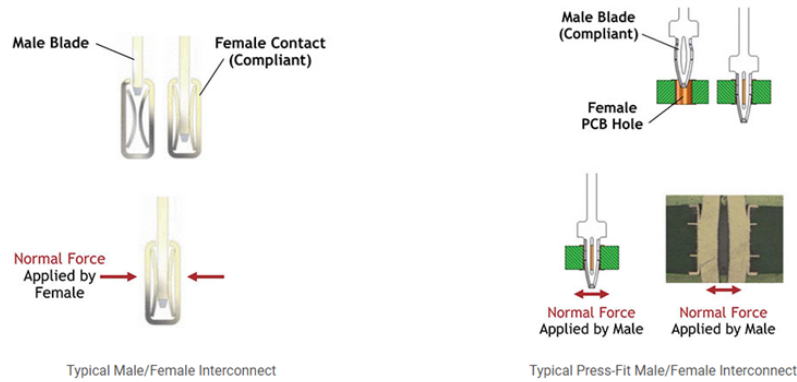 Male Blade
Female Contact
(Compliant)
Normal Force
Applied by
Female
Typical Male/Female Interconnect
Male Blade
(Compliant)
Female
PCB Hole
Normal Force
Applied by Male
Normal Force
Applied by Male
Typical Press-Fit Male/Female Interconnect